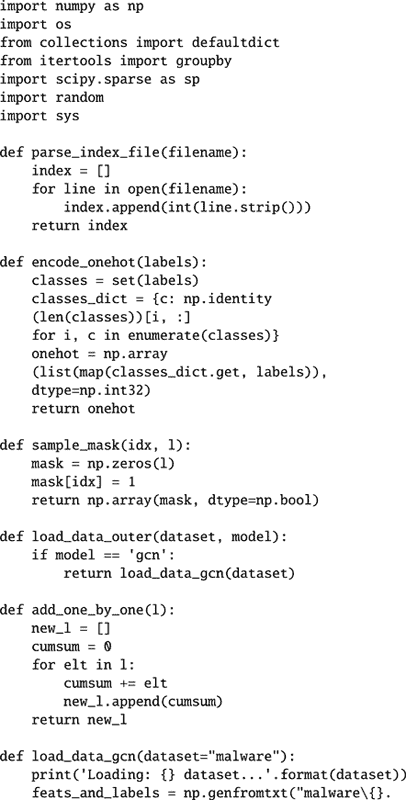 import numpy as np
import os
from collections import defaultdict
from itertools import groupby
import scipy.sparse as sp
import random
import sys

def parse_index_file(filename):
    index = []
    for line in open(filename):
        index.append(int(line.strip()))
    return index

def encode_onehot(labels):
    classes = set(labels)
    classes_dict = {c: np.identity
    (len(classes))[i, :]
    for i, c in enumerate(classes)}
    onehot = np.array
    (list(map(classes_dict.get, labels)),
    dtype=np.int32)
    return onehot

def sample_mask(idx, l):
    mask = np.zeros(l)
    mask[idx] = 1
    return np.array(mask, dtype=np.bool)

def load_data_outer(dataset, model):
    if model == 'gcn':
        return load_data_gcn(dataset)

def add_one_by_one(l):
    new_l = []
    cumsum = 0
    for elt in l:
        cumsum += elt
        new_l.append(cumsum)
    return new_l

def load_data_gcn(dataset="malware"):
    print('Loading: {} dataset...'.format(dataset))
    feats_and_labels = np.genfromtxt("malware\{}.